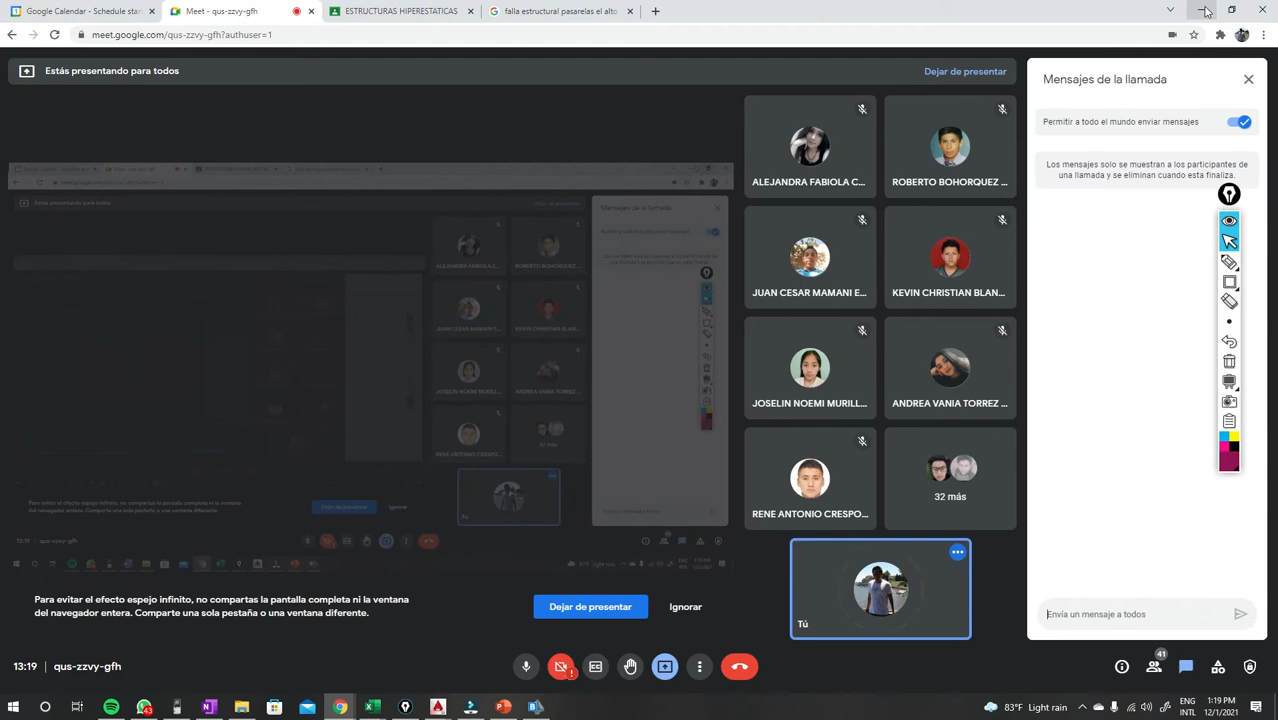 Google Calendar - Schedule star
Meet - qus-zzvy-gfh
ESTRUCTURAS HIPERESTATICAS
falla estructural pasarelas el alto
meet.google.com/qus-zzvy-gfh?authuser=1
Estás presentando para todos
Dejar de presentar
Mensajes de la llamada
Permitir a todo el mundo enviar mensajes
Los mensajes solo se muestran a los participantes de
una llamada y se eliminan cuando esta finaliza.
ALEJANDRA FABIOLA C...
ROBERTO BOHORQUEZ ...
JUAN CESAR MAMANI E...
KEVIN CHRISTIAN BLAN...
JOSELIN NOEMI MURILL...
ANDREA VANIA TORREZ ...
RENE ANTONIO CRESPO...
32 más
Tú
Para evitar el efecto espejo infinito, no compartas la pantalla completa ni la ventana
del navegador entera. Comparte una sola pestaña o una ventana diferente.
Dejar de presentar
Ignorar
Envía un mensaje a todos
13:19
qus-zzvy-gfh
41
43
83°F Light rain
ENG
INTL
1:19 PM
12/1/2021